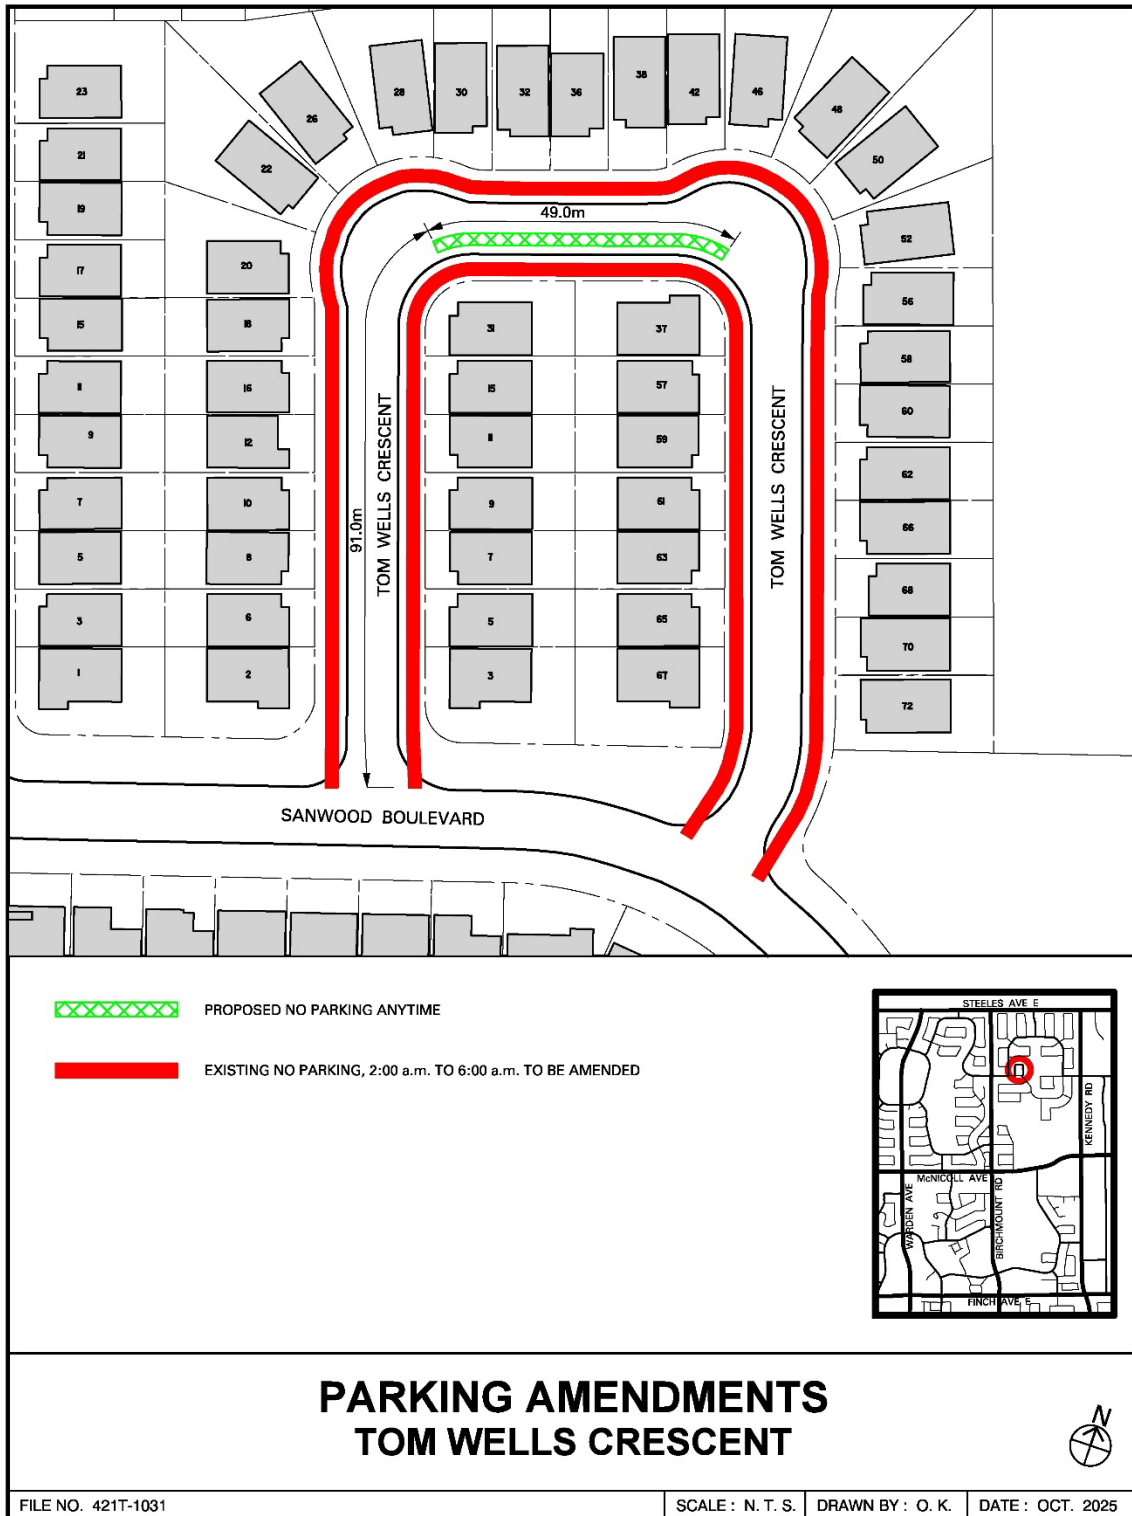 28
30
32
36
38
42
46
48
50
26
22
23
21
19
17
15
11
9
7
5
3
1
20
18
16
12
10
8
6
2
49.0m
91.0m
TOM WELLS CRESCENT
31
15
11
9
7
5
3
37
57
59
61
63
65
67
TOM WELLS CRESCENT
52
56
58
60
62
66
68
70
72
SANWOOD BOULEVARD
PROPOSED NO PARKING ANYTIME
EXISTING NO PARKING, 2:00 a.m. TO 6:00 a.m. TO BE AMENDED
STEELES AVE E
KENNEDY RD
McNICOLL AVE
WARDEN AVE
BIRCHMOUNT RD
FINCH AVE E
PARKING AMENDMENTS
TOM WELLS CRESCENT
N
FILE NO. 421T-1031
SCALE : N. T. S.
DRAWN BY : O. K.
DATE : OCT. 2025